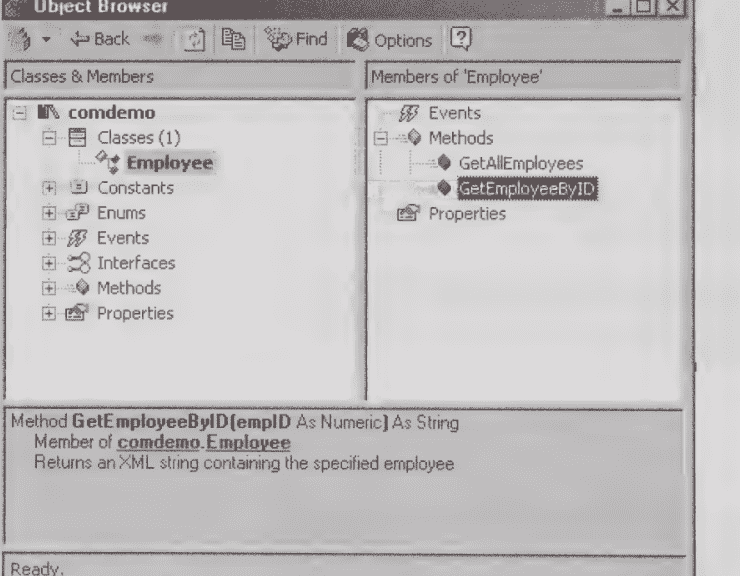 Object Browser
Back Find Options
Classes & Members
Members of 'Employee'
comdemo
Classes (1)
Employee
Constants
Enums
Events
Interfaces
Methods
Properties
Events
Methods
GetAllEmployees
GetEmployeeByID
Properties
Method GetEmployeeByID(empID As Numeric) As String
Member of comdemo.Employee
Returns an XML string containing the specified employee
Ready.